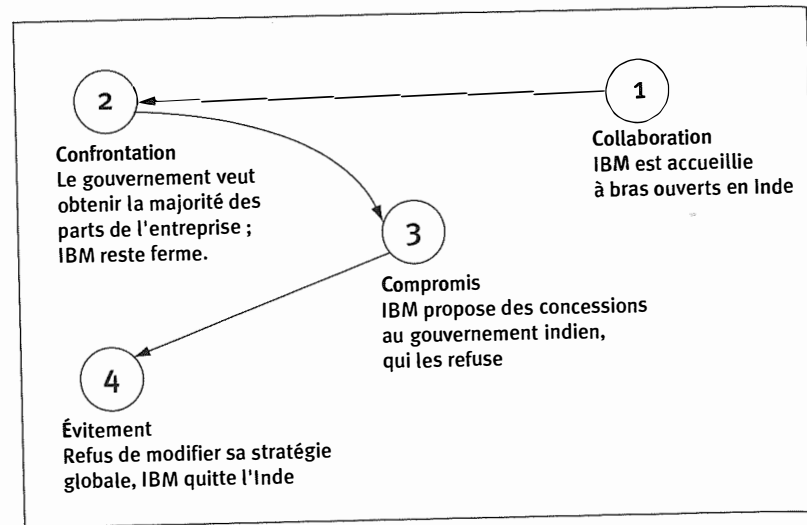 1
Collaboration
IBM est accueillie
à bras ouverts en Inde
2
Confrontation
Le gouvernement veut
obtenir la majorité des
parts de l'entreprise ;
IBM reste ferme.
3
Compromis
IBM propose des concessions
au gouvernement indien,
qui les refuse
4
Évitement
Refus de modifier sa stratégie
globale, IBM quitte l'Inde